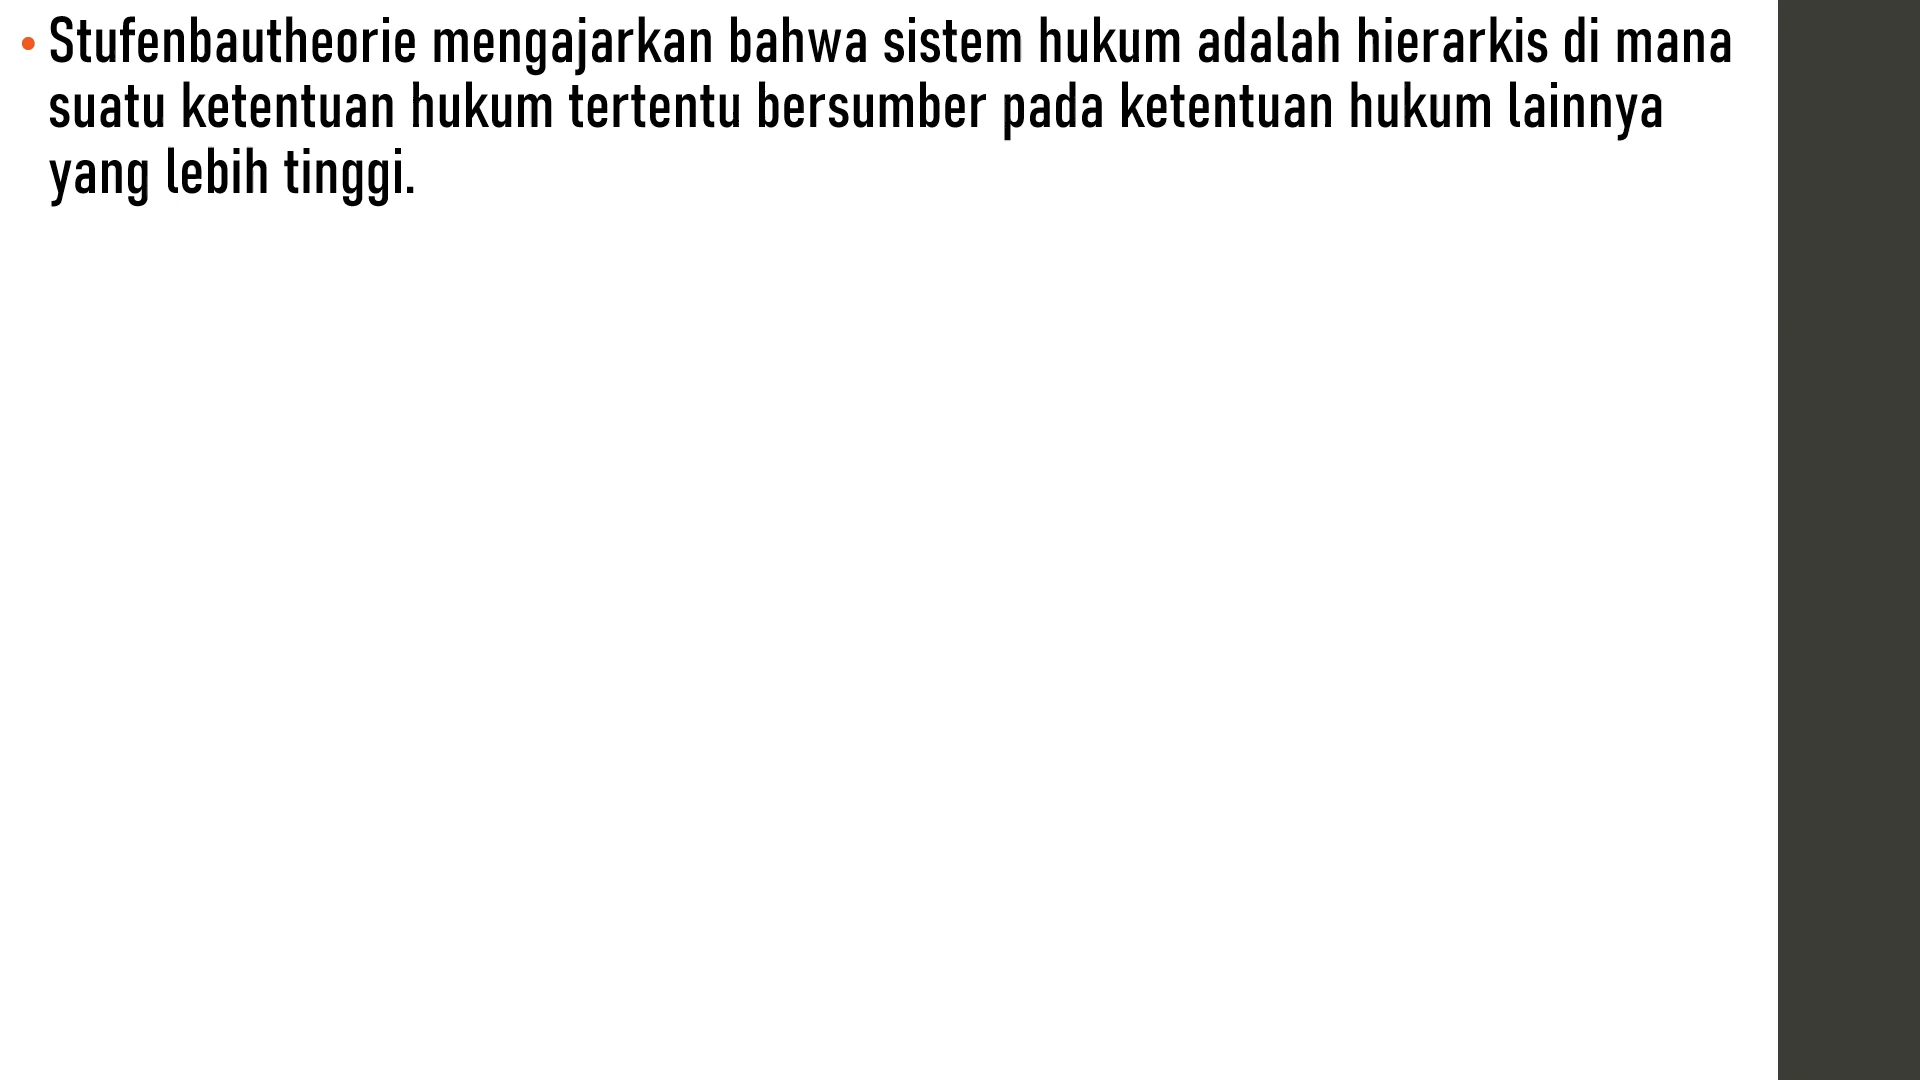 • Stufenbautheorie mengajarkan bahwa sistem hukum adalah hierarkis di mana
suatu ketentuan hukum tertentu bersumber pada ketentuan hukum lainnya
yang lebih tinggi.